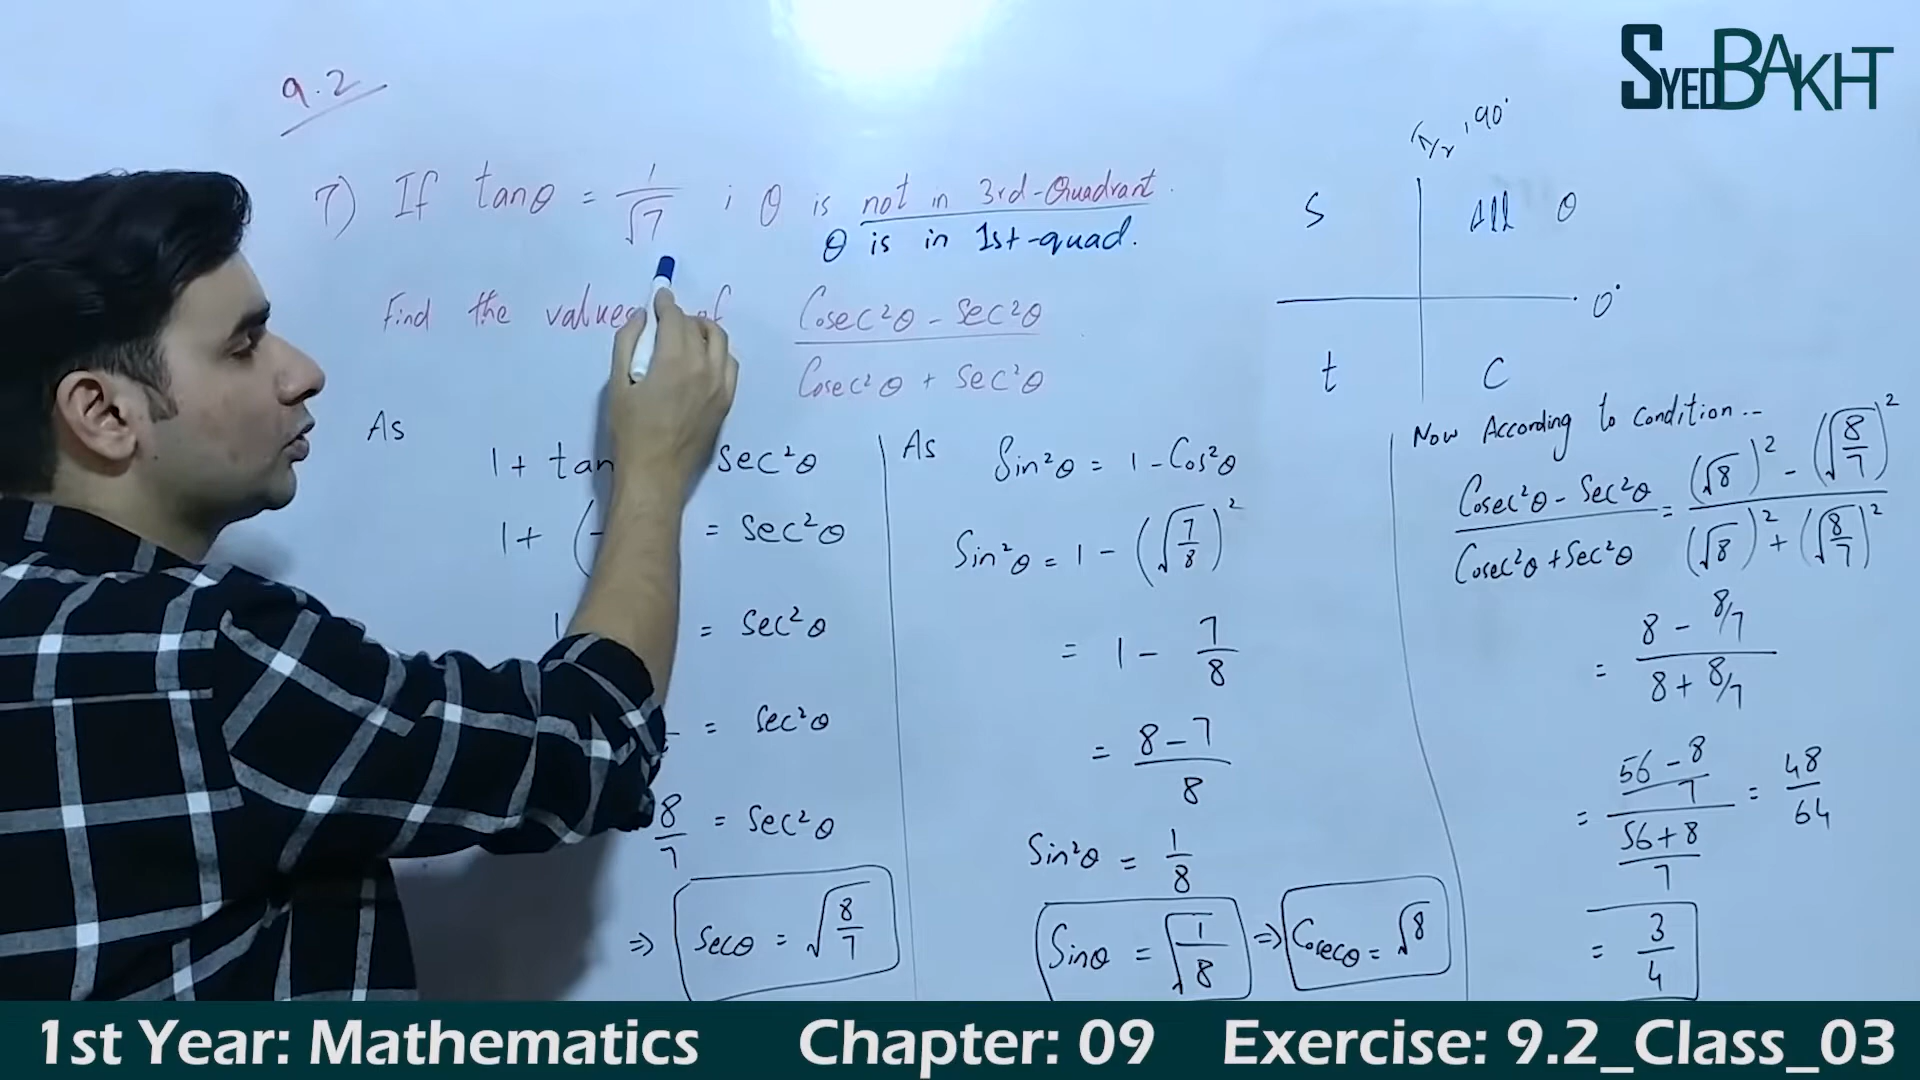 SYEDBAKHT
9.2
7) If tanθ = 1/√7 ; θ is not in 3rd-Quadrant.
θ is in 1st-quad.
Find the values of (Cosec²θ - Sec²θ)/(Cosec²θ + Sec²θ)
π/2, 90°
S All θ
0°
t C
As
1 + tan sec²θ
1 + ( = sec²θ
= sec²θ
= sec²θ
8/7 = sec²θ
⇒ secθ = √(8/7)
As Sin²θ = 1 - Cos²θ
Sin²θ = 1 - (√(7/8))²
= 1 - 7/8
= (8-7)/8
Sin²θ = 1/8
Sinθ = √(1/8) ⇒ Cosecθ = √8
Now According to condition...
(Cosec²θ - Sec²θ)/(Cosec²θ + Sec²θ) = ((√8)² - (√(8/7))²)/((√8)² + (√(8/7))²)
= (8 - 8/7)/(8 + 8/7)
= ((56-8)/7)/((56+8)/7) = 48/64
= 3/4
1st Year: Mathematics Chapter: 09 Exercise: 9.2_Class_03